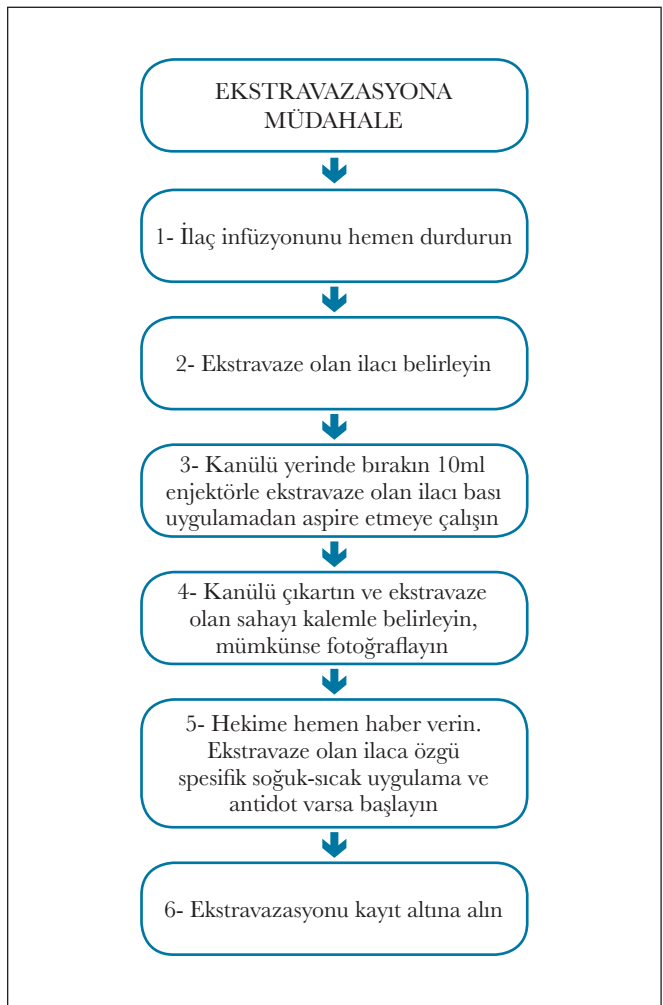 EKSTRAVAZASYONA
MÜDAHALE
1- İlaç infüzyonunu hemen durdurun
2- Ekstravaze olan ilacı belirleyin
3- Kanülü yerinde bırakın 10ml
enjektörle ekstravaze olan ilacı bası
uygulamadan aspire etmeye çalışın
4- Kanülü çıkartın ve ekstravaze
olan sahayı kalemle belirleyin,
mümkünse fotoğraflayın
5- Hekime hemen haber verin.
Ekstravaze olan ilaca özgü
spesifik soğuk-sıcak uygulama ve
antidot varsa başlayın
6- Ekstravazasyonu kayıt altına alın